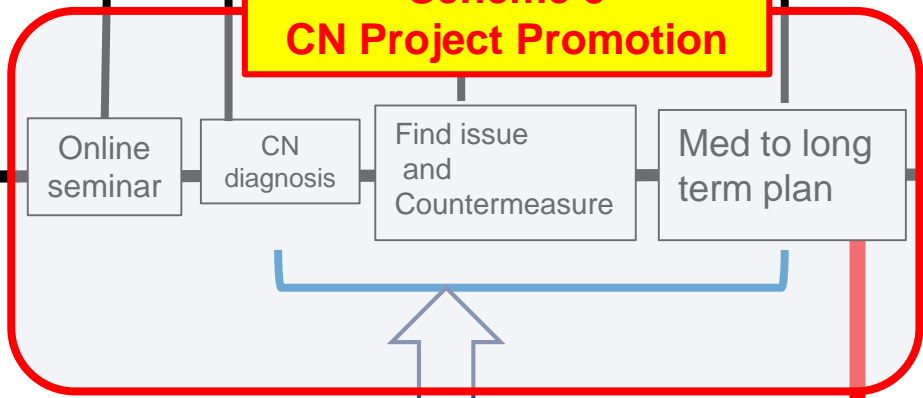 CN Project Promotion
Online
seminar
CN
diagnosis
Find issue
and
Countermeasure
Med to long
term plan